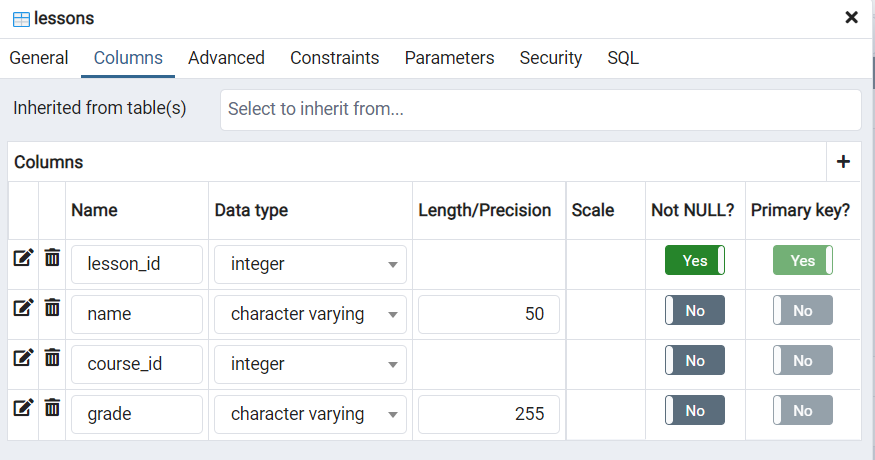 lessons
General Columns Advanced Constraints Parameters Security SQL
Inherited from table(s) Select to inherit from...
Columns
Name Data type Length/Precision Scale Not NULL? Primary key?
lesson_id integer Yes Yes
name character varying 50 No No
course_id integer No No
grade character varying 255 No No